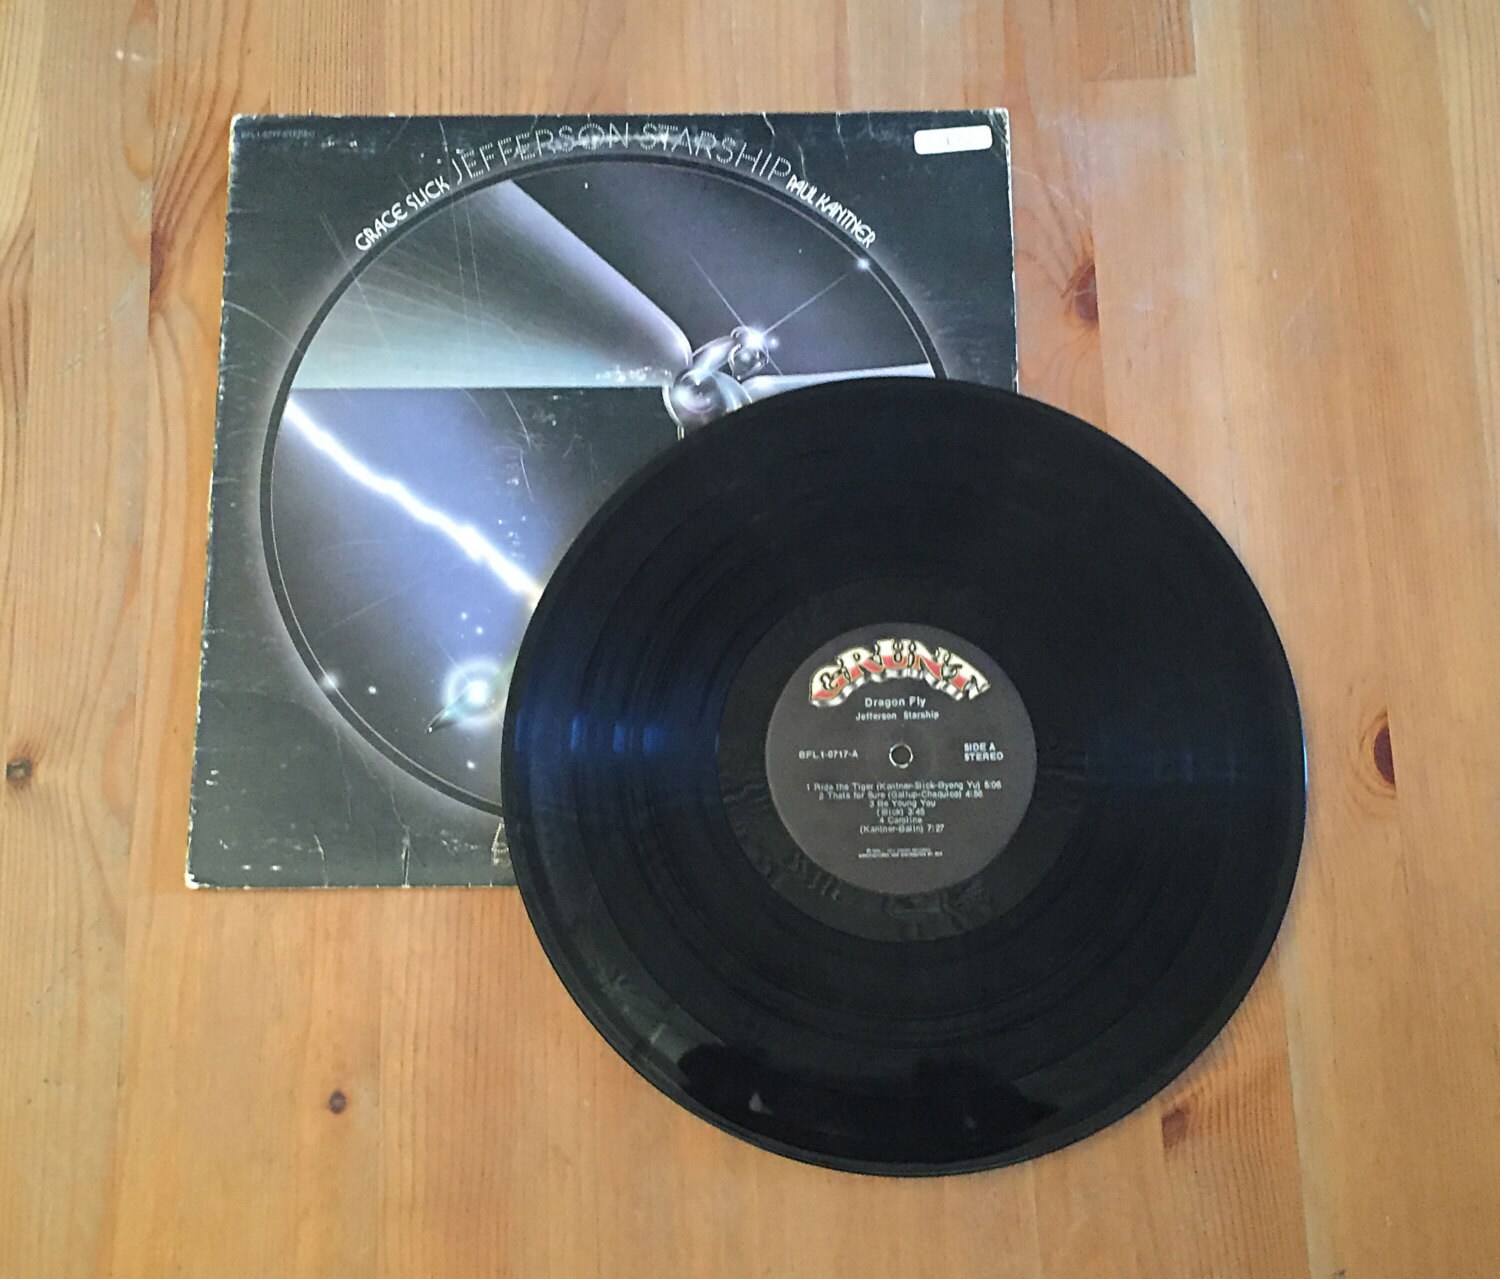 GRACE SLICK JEFFERSON STARSHIP PAUL KANTNER
GRUNT
Dragon Fly
Jefferson Starship
BFL1-0717-A
SIDE A
STEREO
1 Ride the Tiger (Kantner-Slick-Byong Yu) 5:06
2 Thats for Sure (Gallup-Chaquico) 4:56
3 Be Young You
(Slick) 3:45
4 Caroline
(Kantner-Balin) 7:27